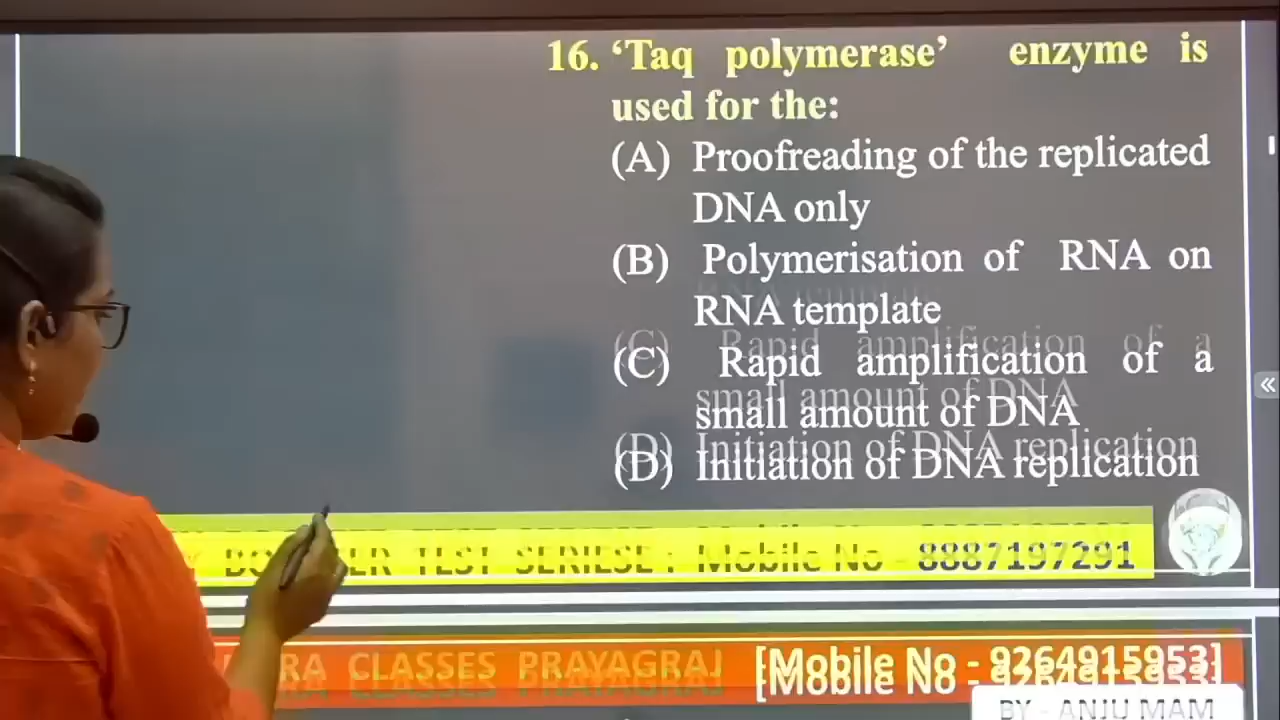 16. ‘Taq polymerase’ enzyme is
used for the:
(A) Proofreading of the replicated
DNA only
(B) Polymerisation of RNA on
RNA template
(C) Rapid amplification of a
small amount of DNA
(D) Initiation of DNA replication
TEST SERIESE : Mobile No - 8887197291
CLASSES PRAYAGRAJ [Mobile No - 9264915953]
BY - ANJU MAM